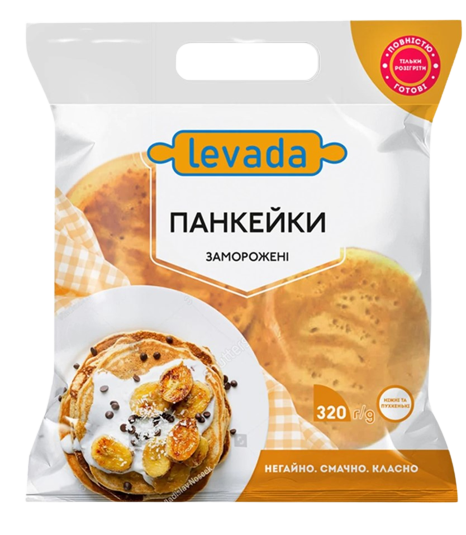 ПОВНІСТЮ
ТІЛЬКИ
РОЗІГРІТИ
ГОТОВІ
levada
ПАНКЕЙКИ
ЗАМОРОЖЕНІ
320 г/g
НІЖНІ ТА
ПУХКЕНЬКІ
НЕГАЙНО. СМАЧНО. КЛАСНО